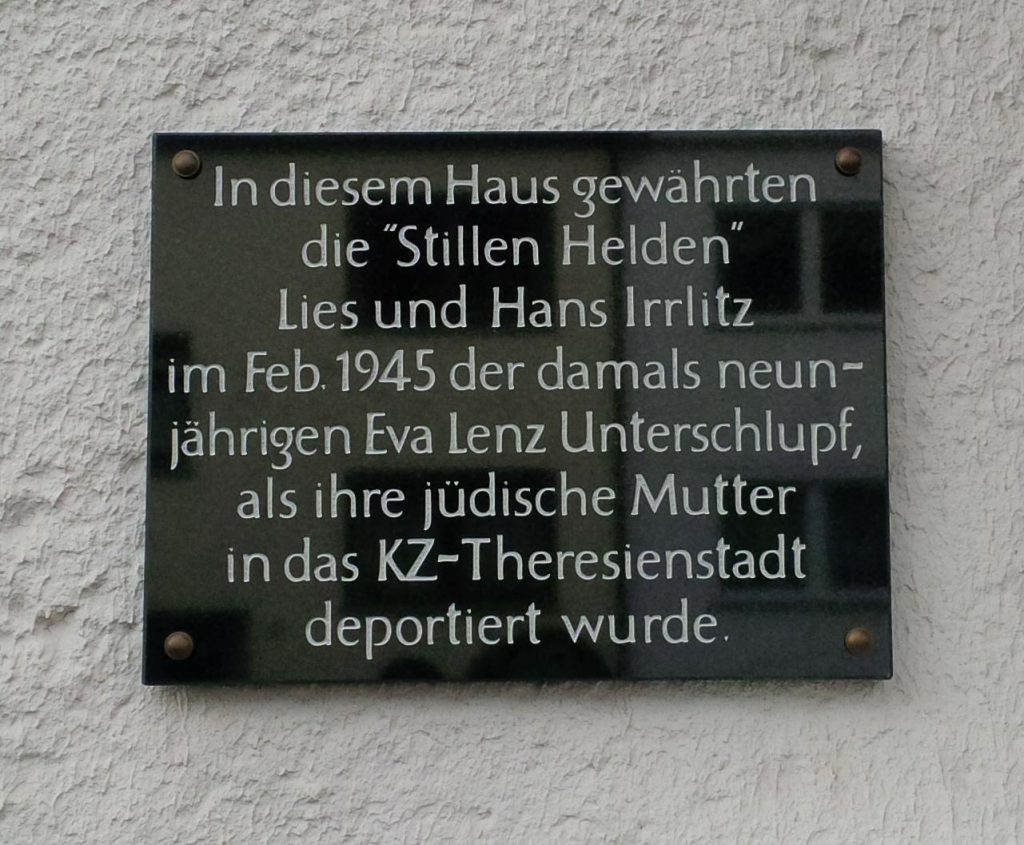 In diesem Haus gewährten
die "Stillen Helden"
Lies und Hans Irrlitz
im Feb. 1945 der damals neun-
jährigen Eva Lenz Unterschlupf,
als ihre jüdische Mutter
in das KZ-Theresienstadt
deportiert wurde.